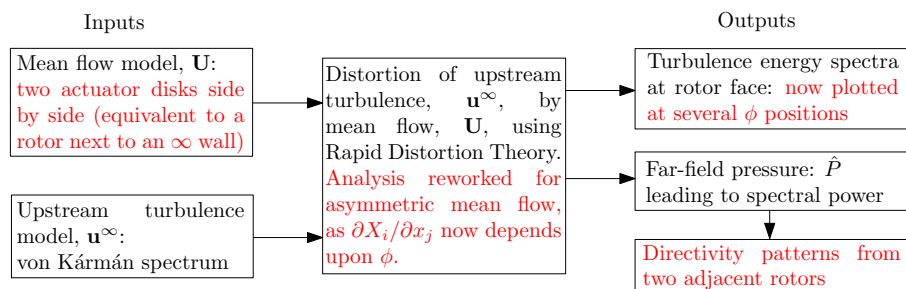 Inputs
Mean flow model, U:
two actuator disks side
by side (equivalent to a
rotor next to an ∞ wall)
Upstream turbulence
model, u^∞:
von Kármán spectrum
Distortion of upstream
turbulence, u^∞, by
mean flow, U, using
Rapid Distortion Theory.
Analysis reworked for
asymmetric mean flow,
as ∂X_i/∂x_j now depends
upon ϕ.
Outputs
Turbulence energy spectra
at rotor face: now plotted
at several ϕ positions
Far-field pressure: P̂
leading to spectral power
Directivity patterns from
two adjacent rotors